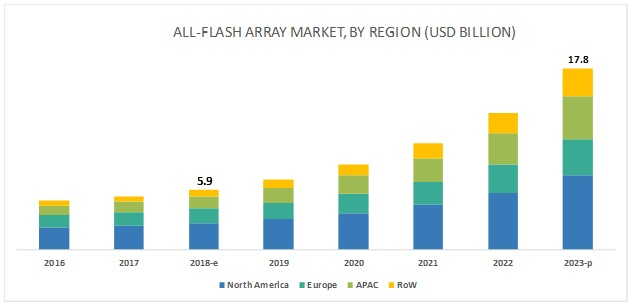 ALL-FLASH ARRAY MARKET, BY REGION (USD BILLION)
17.8
5.9
2016 2017 2018-e 2019 2020 2021 2022 2023-p
North America Europe APAC RoW